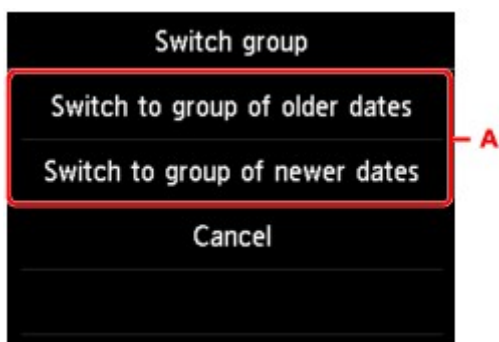 Switch group
Switch to group of older dates
A
Switch to group of newer dates
Cancel